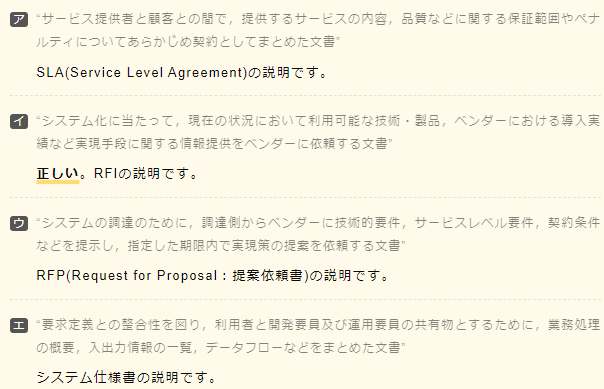 ア “サービス提供者と顧客との間で，提供するサービスの内容，品質などに関する保証範囲やペナ
ルティについてあらかじめ契約としてまとめた文書”
SLA(Service Level Agreement)の説明です。
イ “システム化に当たって，現在の状況において利用可能な技術・製品，ベンダーにおける導入実
績など実現手段に関する情報提供をベンダーに依頼する文書”
正しい。RFIの説明です。
ウ “システムの調達のために，調達側からベンダーに技術的要件，サービスレベル要件，契約条件
などを提示し，指定した期限内で実現策の提案を依頼する文書”
RFP(Request for Proposal：提案依頼書)の説明です。
エ “要求定義との整合性を図り，利用者と開発要員及び運用要員の共有物とするために，業務処理
の概要，入出力情報の一覧，データフローなどをまとめた文書”
システム仕様書の説明です。